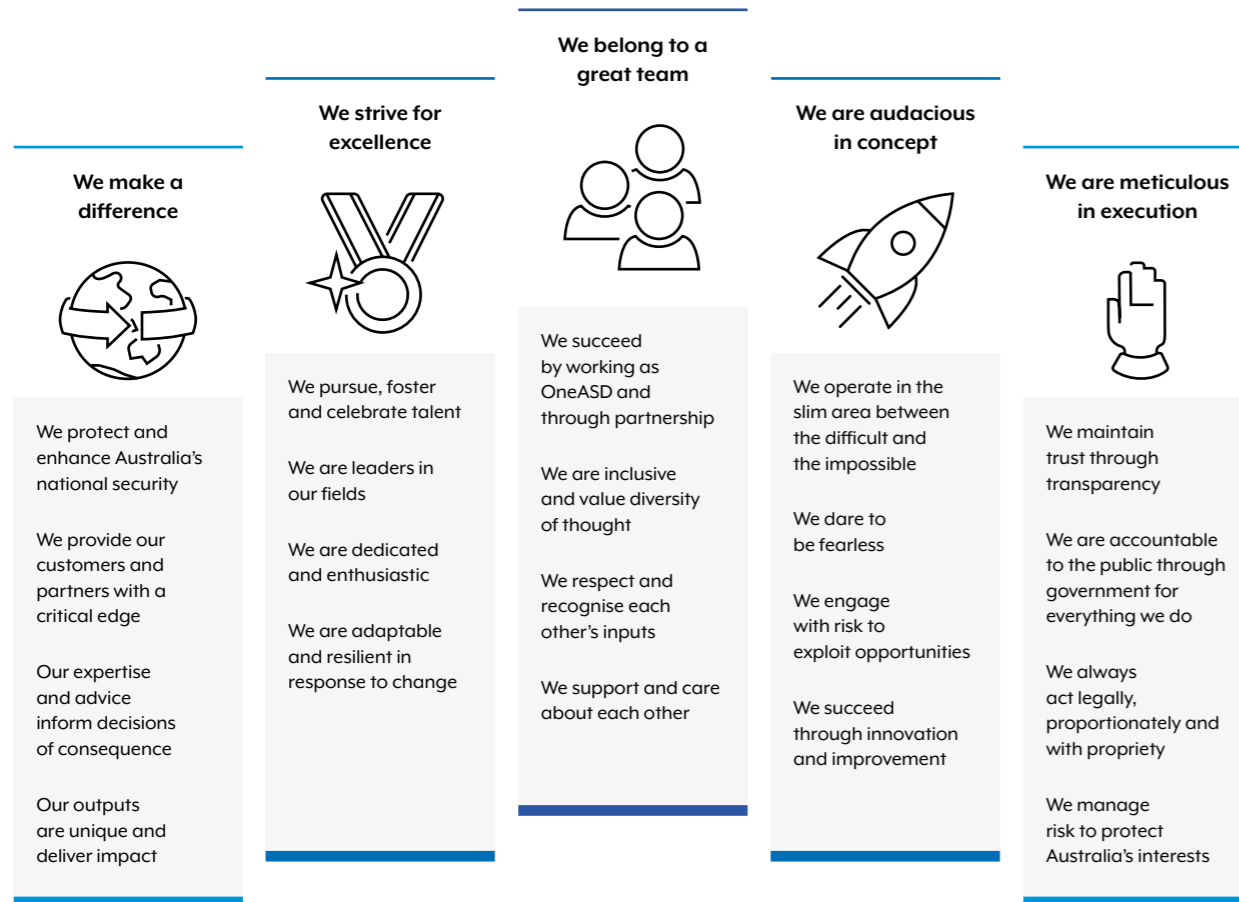 We make a
difference
We protect and
enhance Australia’s
national security
We provide our
customers and
partners with a
critical edge
Our expertise
and advice
inform decisions
of consequence
Our outputs
are unique and
deliver impact
We strive for
excellence
We pursue, foster
and celebrate talent
We are leaders in
our fields
We are dedicated
and enthusiastic
We are adaptable
and resilient in
response to change
We belong to a
great team
We succeed
by working as
OneASD and
through partnership
We are inclusive
and value diversity
of thought
We respect and
recognise each
other’s inputs
We support and care
about each other
We are audacious
in concept
We operate in the
slim area between
the difficult and
the impossible
We dare to
be fearless
We engage
with risk to
exploit opportunities
We succeed
through innovation
and improvement
We are meticulous
in execution
We maintain
trust through
transparency
We are accountable
to the public through
government for
everything we do
We always
act legally,
proportionately and
with propriety
We manage
risk to protect
Australia’s interests